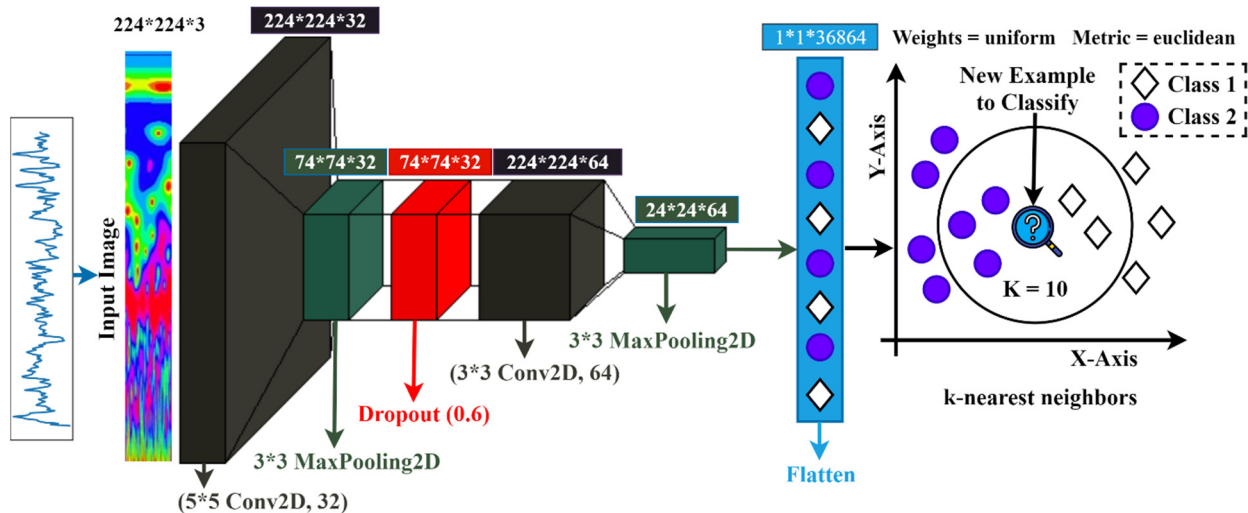 224*224*3
224*224*32
1*1*36864
Weights = uniform Metric = euclidean
New Example
to Classify
Class 1
Class 2
Y-Axis
74*74*32
74*74*32
224*224*64
24*24*64
Input Image
?
K = 10
3*3 MaxPooling2D
X-Axis
(3*3 Conv2D, 64)
k-nearest neighbors
Dropout (0.6)
3*3 MaxPooling2D
Flatten
(5*5 Conv2D, 32)